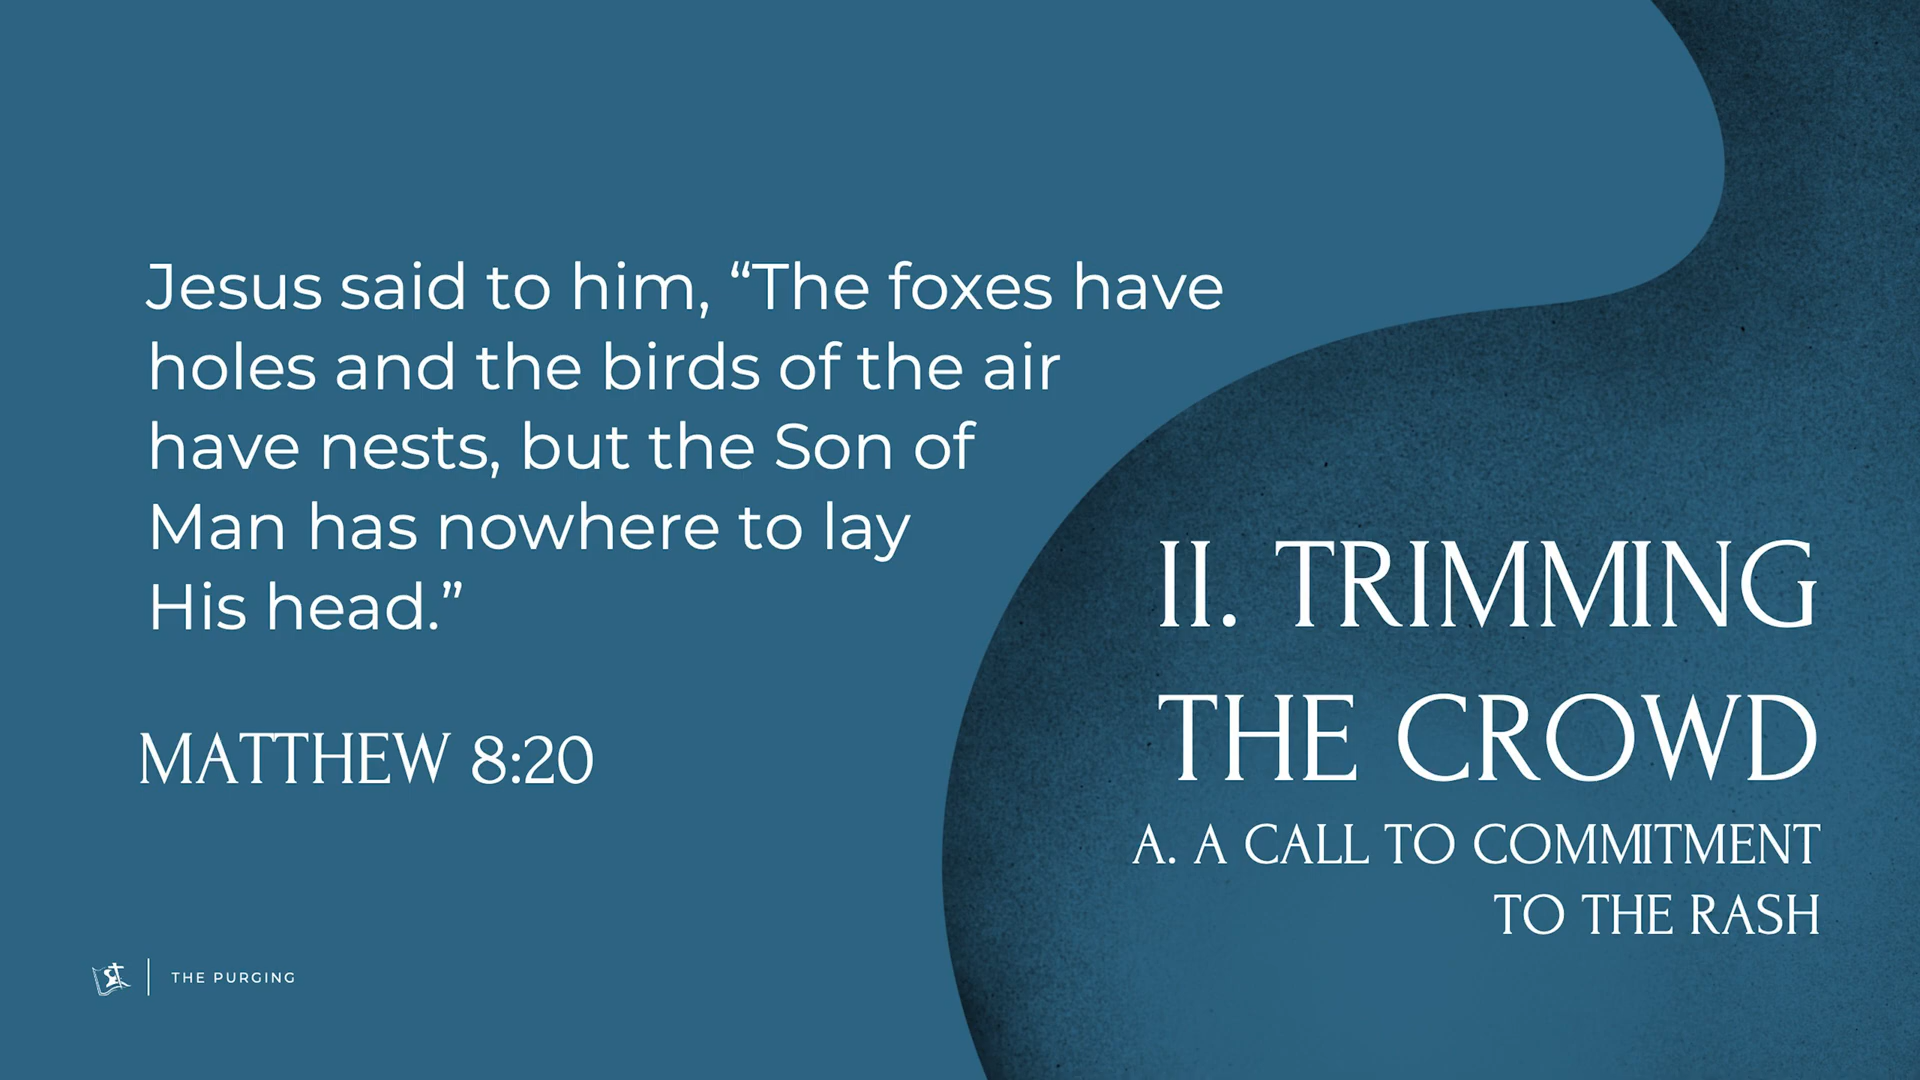 Jesus said to him, “The foxes have
holes and the birds of the air
have nests, but the Son of
Man has nowhere to lay
His head.”
MATTHEW 8:20
II. TRIMMING
THE CROWD
A. A CALL TO COMMITMENT
TO THE RASH
THE PURGING